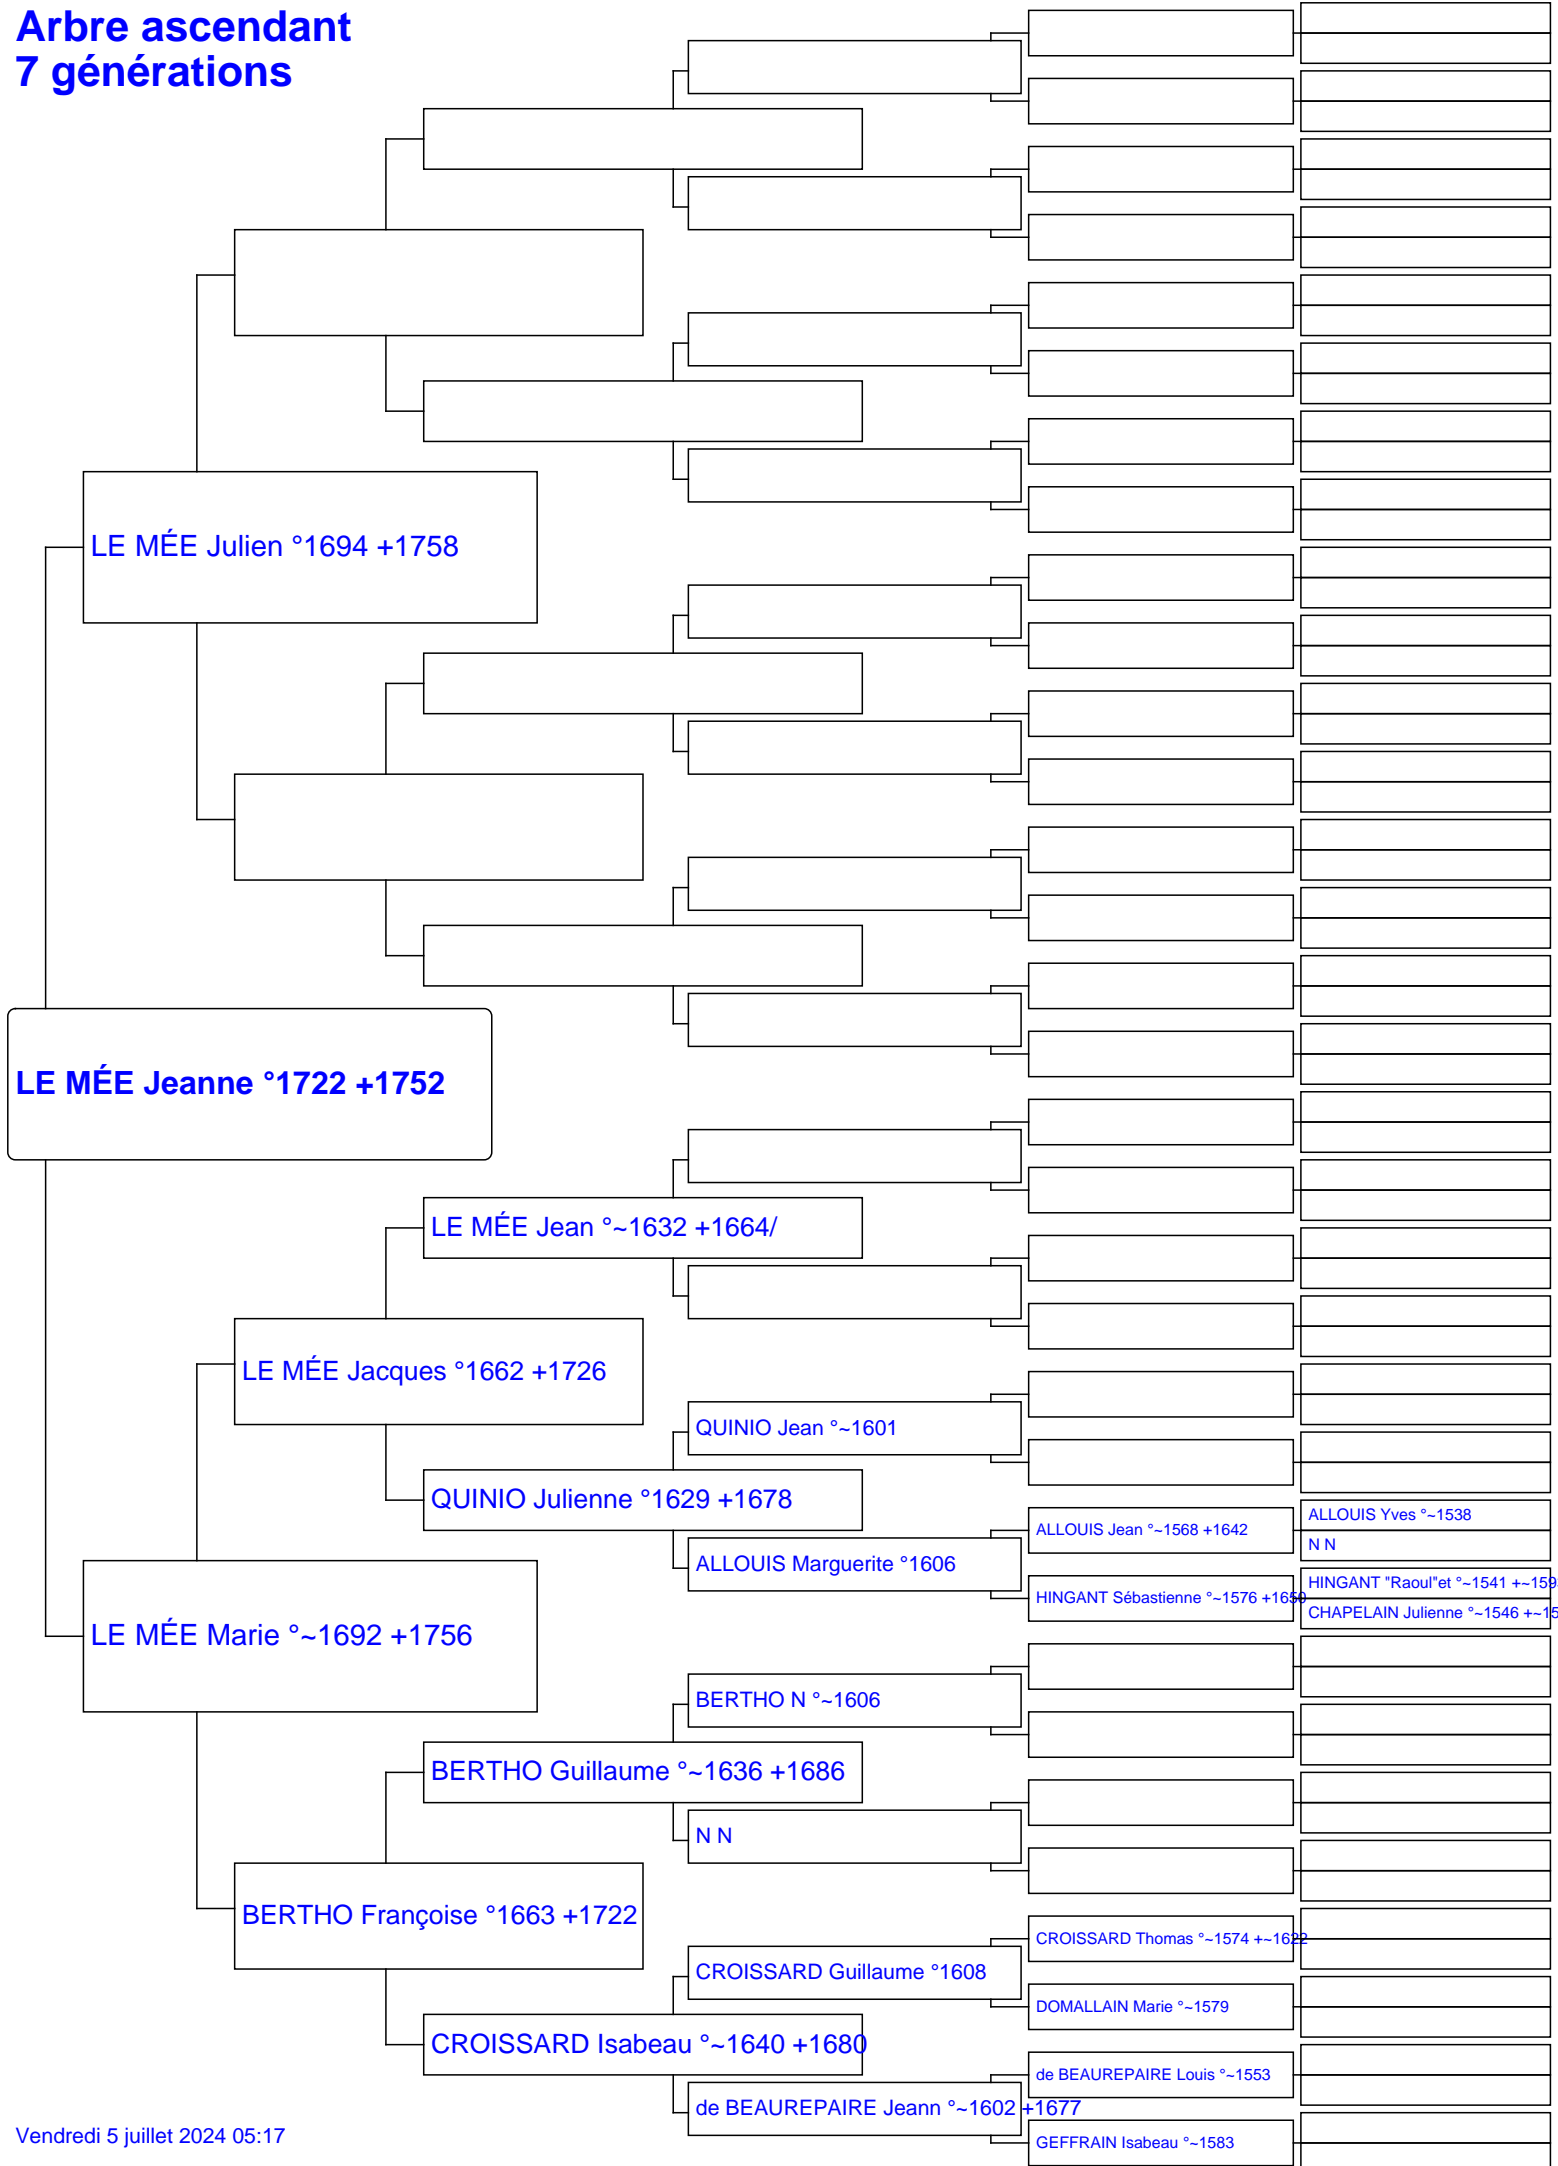 Arbre ascendant
7 générations
LE MÉE Julien °1694 +1758
LE MÉE Jeanne °1722 +1752
LE MÉE Jean °~1632 +1664/
LE MÉE Jacques °1662 +1726
QUINIO Jean °~1601
QUINIO Julienne °1629 +1678
ALLOUIS Jean °~1568 +1642
ALLOUIS Yves °~1538
N N
ALLOUIS Marguerite °1606
HINGANT Sébastienne °~1576 +1650
HINGANT "Raoul"et °~1541 +~159
CHAPELAIN Julienne °~1546 +~15
LE MÉE Marie °~1692 +1756
BERTHO N °~1606
BERTHO Guillaume °~1636 +1686
N N
BERTHO Françoise °1663 +1722
CROISSARD Thomas °~1574 +~1622
CROISSARD Guillaume °1608
DOMALLAIN Marie °~1579
CROISSARD Isabeau °~1640 +1680
de BEAUREPAIRE Louis °~1553
de BEAUREPAIRE Jeann °~1602 +1677
GEFFRAIN Isabeau °~1583
Vendredi 5 juillet 2024 05:17